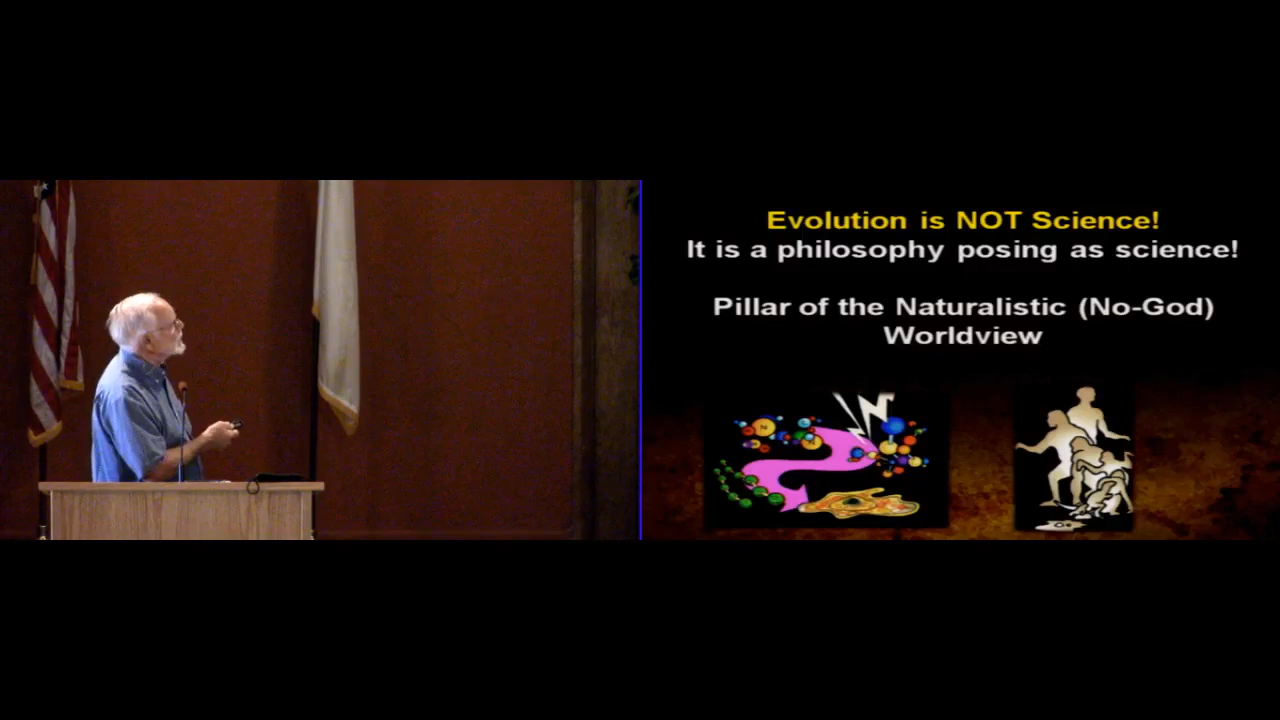 Evolution is NOT Science!
It is a philosophy posing as science!
Pillar of the Naturalistic (No-God)
Worldview